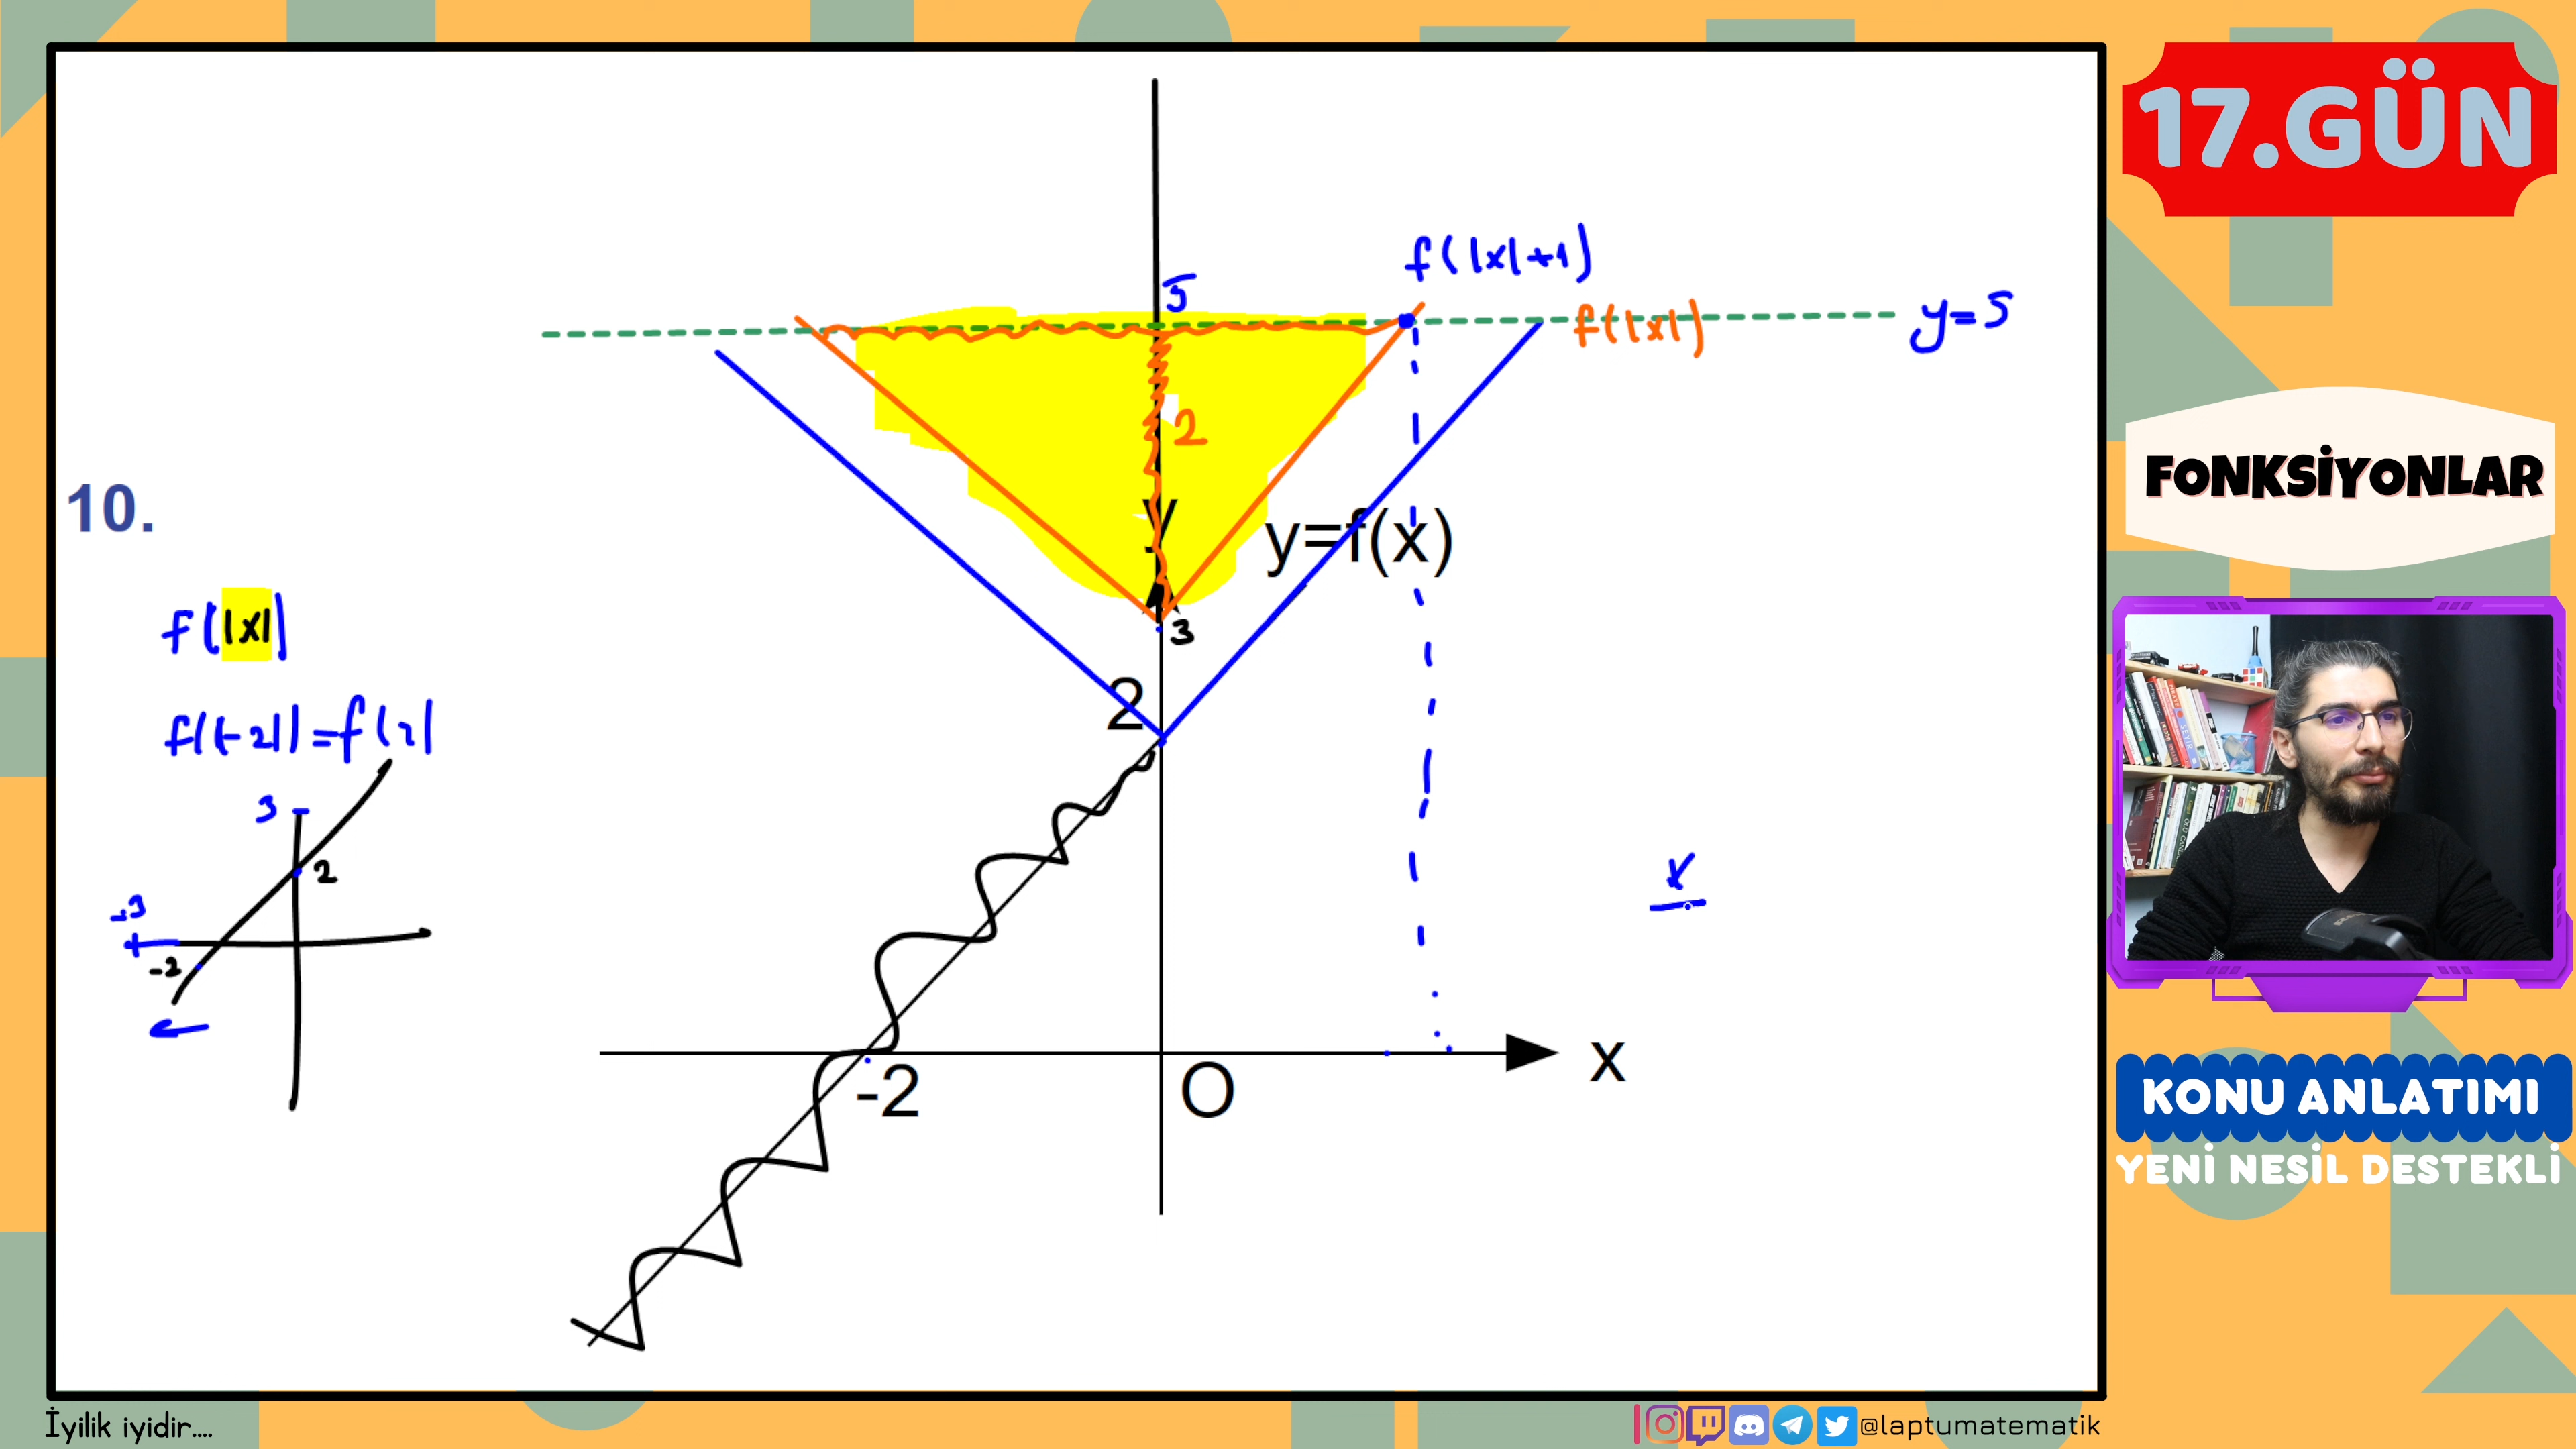 17.GÜN
f(|x|+1)
5
f(|x|)
y=5
2
FONKSİYONLAR
10.
y
y=f(x)
f(|x|)
3
2
f(|-2|)=f(2)
3
2
x
-3
-2
-2
O
x
KONU ANLATIMI
YENİ NESİL DESTEKLİ
İyilik iyidir....
@laptumatematik